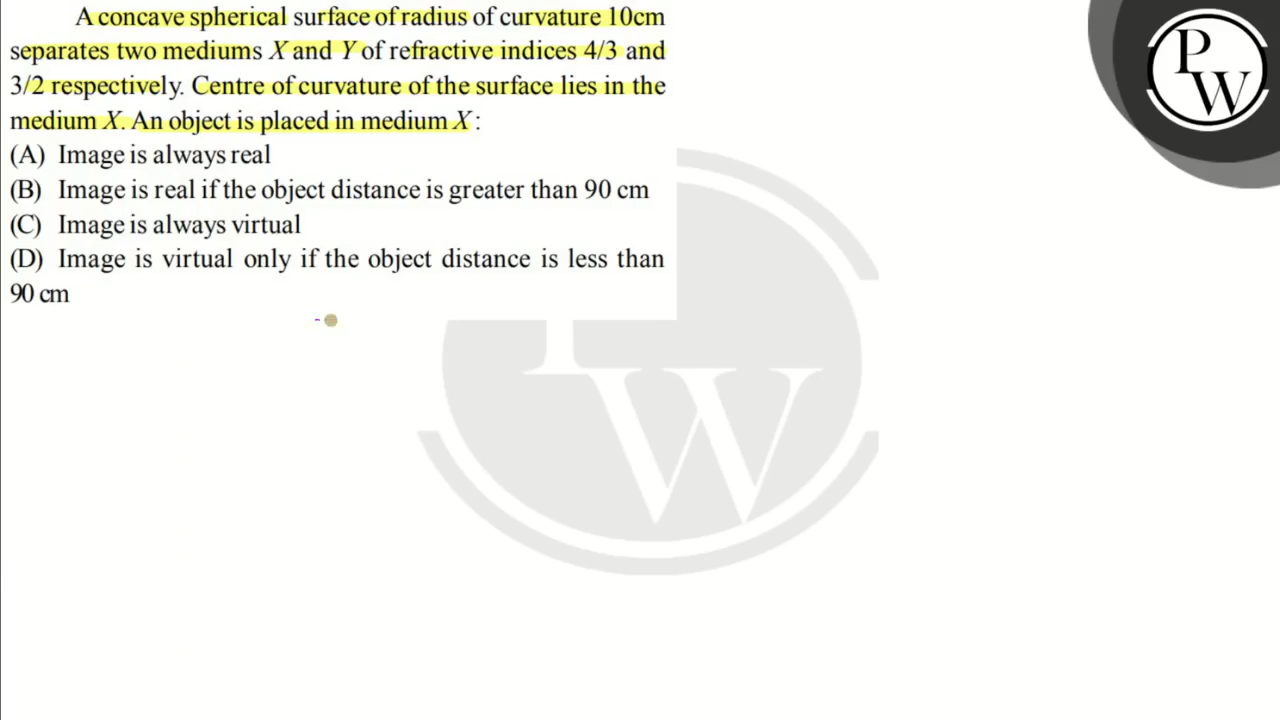 A concave spherical surface of radius of curvature 10cm
separates two mediums X and Y of refractive indices 4/3 and
3/2 respectively. Centre of curvature of the surface lies in the
medium X. An object is placed in medium X :
(A) Image is always real
(B) Image is real if the object distance is greater than 90 cm
(C) Image is always virtual
(D) Image is virtual only if the object distance is less than
90 cm
P
W
W